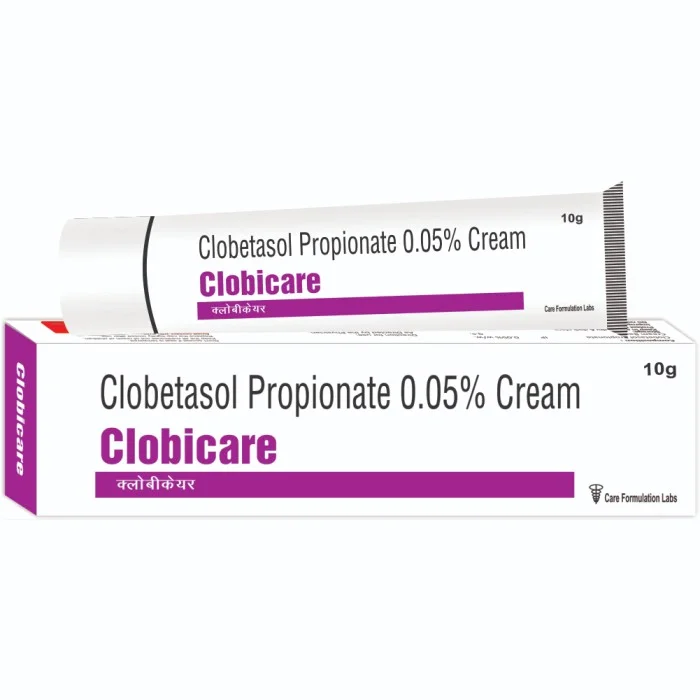 10g
Clobetasol Propionate 0.05% Cream
Clobicare
क्लोबीकेयर
Care Formulation Labs
Clobicare
10g
Clobetasol Propionate 0.05% Cream
Clobicare
क्लोबीकेयर
Care Formulation Labs